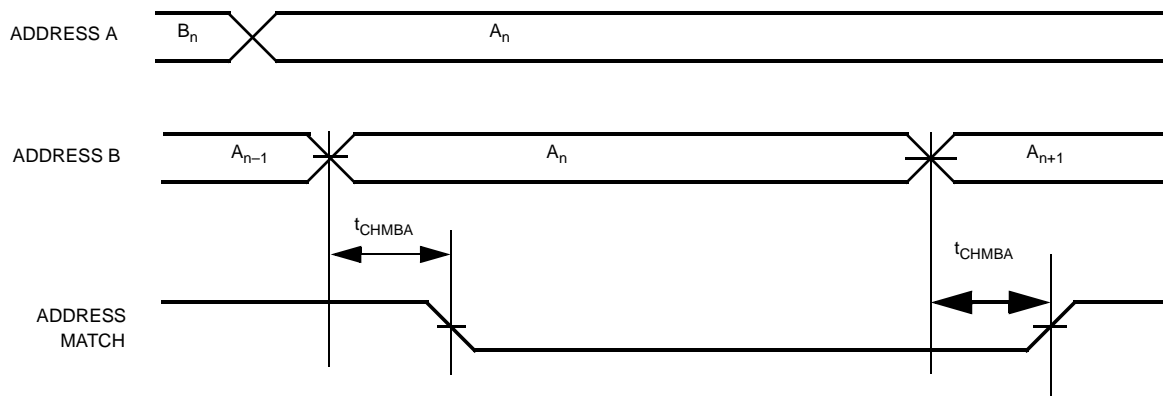 ADDRESS A
Bₙ
Aₙ
ADDRESS B
Aₙ₋₁
Aₙ
Aₙ₊₁
tCHMBA
tCHMBA
ADDRESS
MATCH